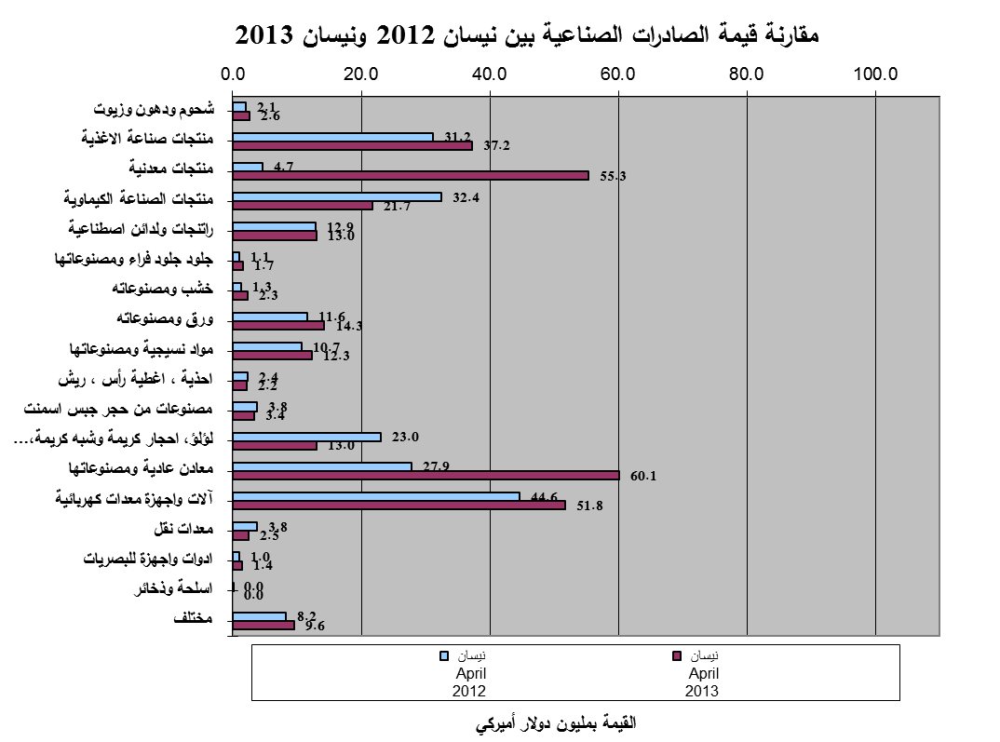 مقارنة قيمة الصادرات الصناعية بين نيسان 2012 ونيسان 2013
0.0 20.0 40.0 60.0 80.0 100.0
شحوم ودهون وزيوت 2.1
2.6
منتجات صناعة الاغذية 31.2
37.2
منتجات معدنية 4.7
55.3
منتجات الصناعة الكيماوية 32.4
21.7
راتنجات ولدائن اصطناعية 12.9
13.0
جلود جلود فراء ومصنوعاتها 1.1
1.7
خشب ومصنوعاته 1.3
2.3
ورق ومصنوعاته 11.6
14.3
مواد نسيجية ومصنوعاتها 10.7
12.3
احذية ، اغطية رأس ، ريش 2.4
2.2
مصنوعات من حجر جبس اسمنت 3.8
3.4
لؤلؤ، احجار كريمة وشبه كريمة،... 23.0
13.0
معادن عادية ومصنوعاتها 27.9
60.1
آلات واجهزة معدات كهربائية 44.6
51.8
معدات نقل 3.8
2.5
ادوات واجهزة للبصريات 1.0
1.4
اسلحة وذخائر 0.0
0.0
مختلف 8.2
9.6
نيسان
April
2012
نيسان
April
2013
القيمة بمليون دولار أميركي